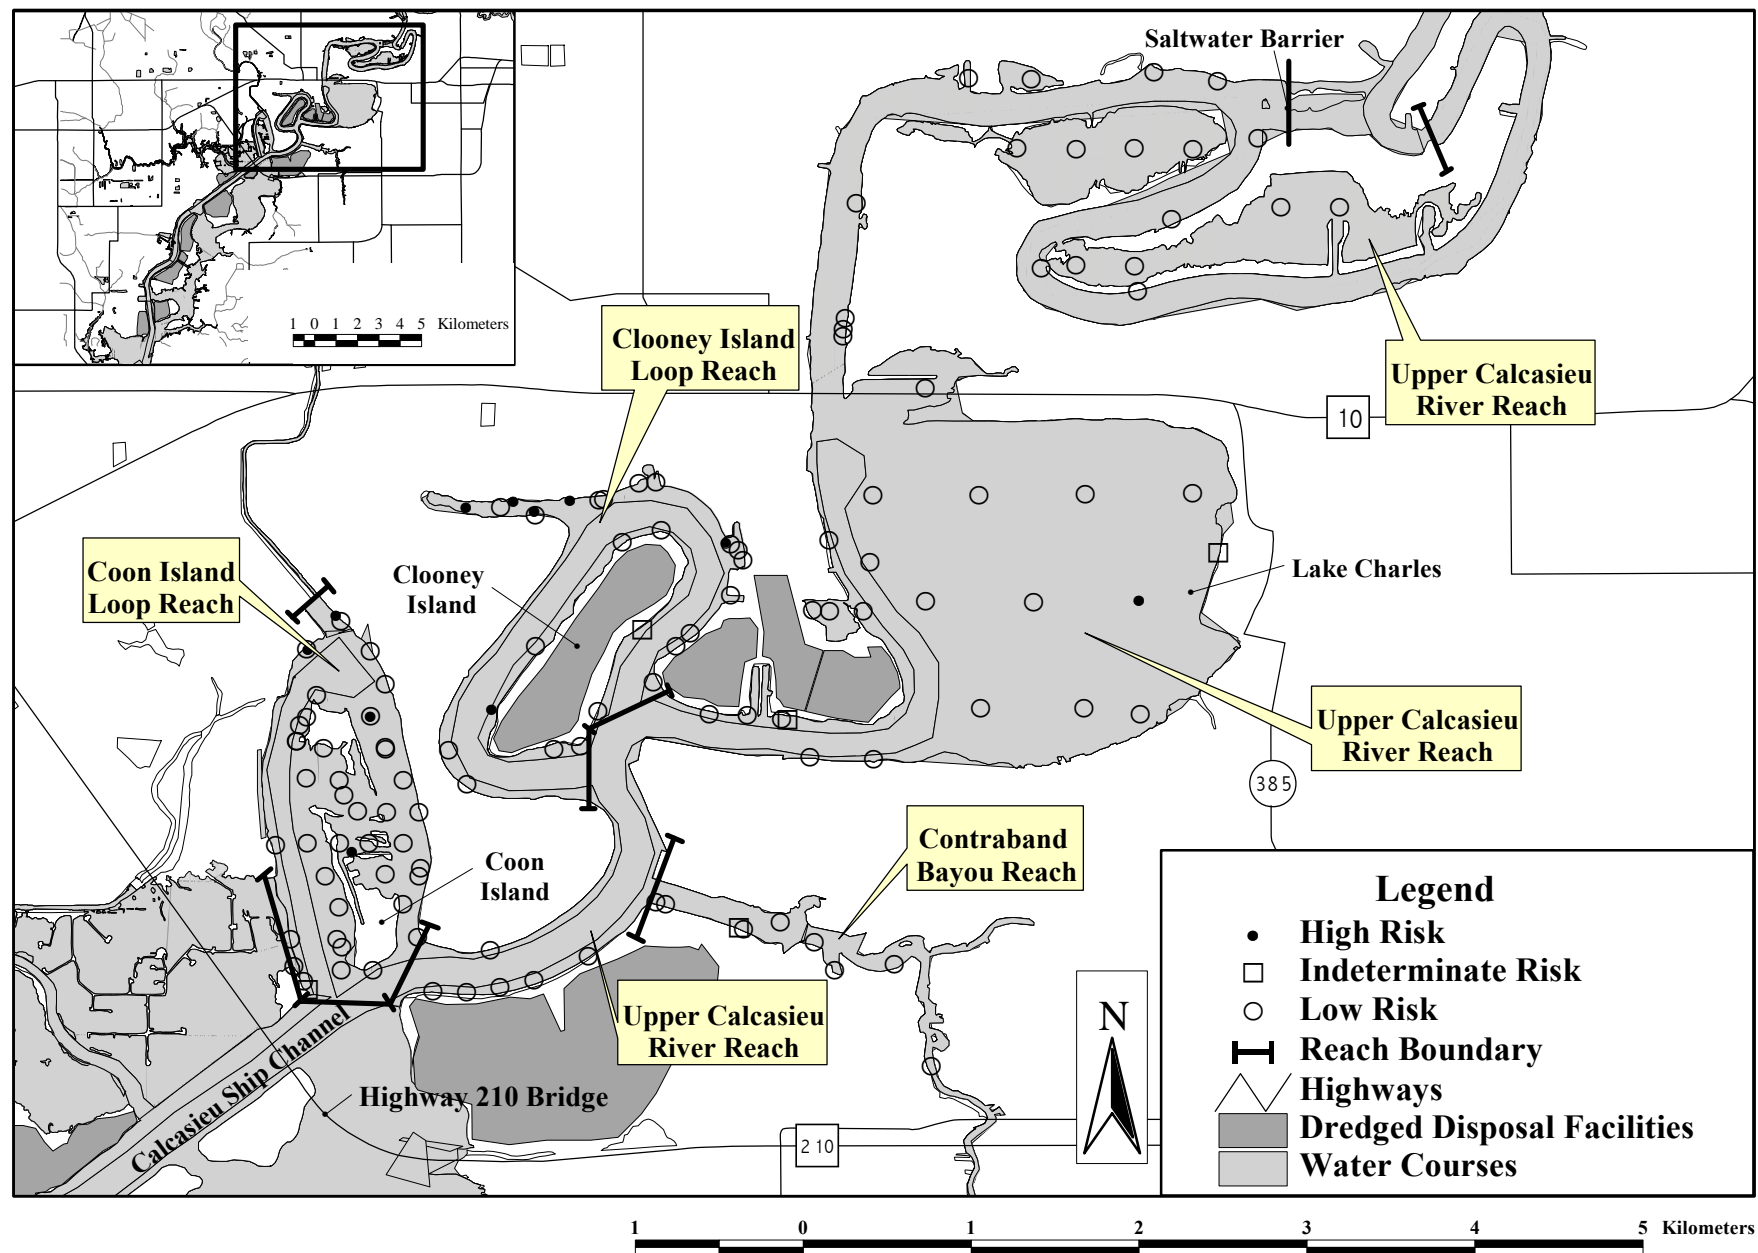 Saltwater Barrier
1 0 1 2 3 4 5 Kilometers
Clooney Island
Loop Reach
Upper Calcasieu
River Reach
10
Coon Island
Loop Reach
Clooney
Island
Lake Charles
Upper Calcasieu
River Reach
385
Contraband
Bayou Reach
Coon
Island
Upper Calcasieu
River Reach
Calcasieu Ship Channel
Highway 210 Bridge
210
N
Legend
High Risk
Indeterminate Risk
Low Risk
Reach Boundary
Highways
Dredged Disposal Facilities
Water Courses
1 0 1 2 3 4 5 Kilometers